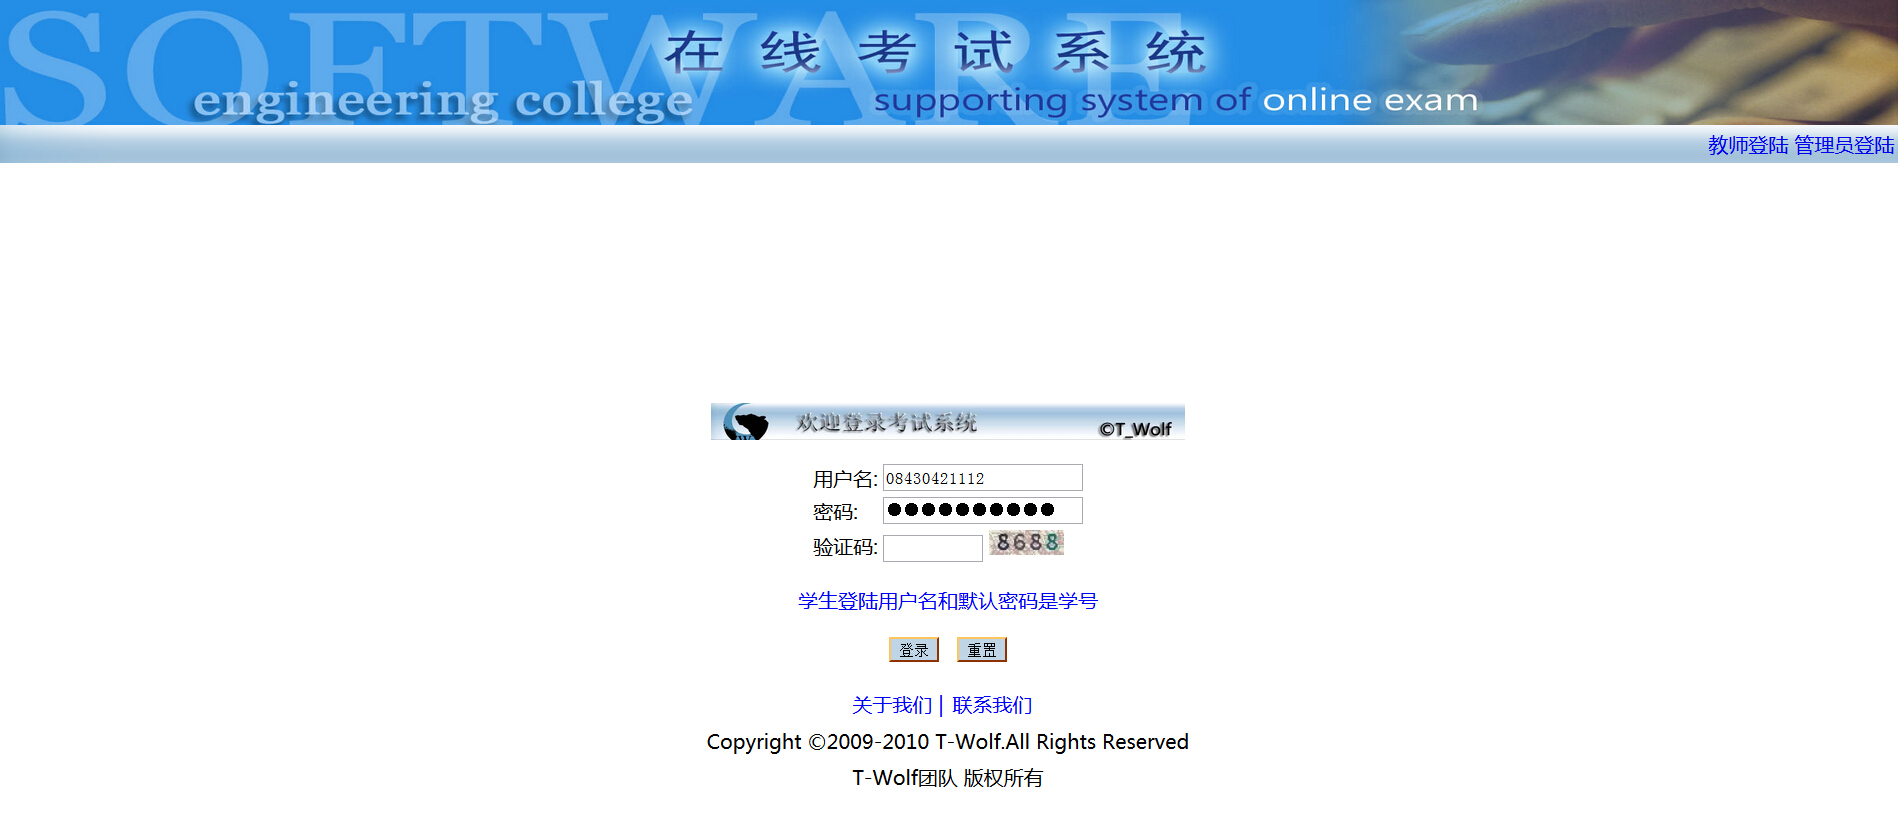 SOFTWARE
在线考试系统
engineering college
supporting system of online exam
教师登陆 管理员登陆
欢迎登录考试系统
©T_Wolf
用户名: 08430421112
密码: ●●●●●●●●●●
验证码: 8688
学生登陆用户名和默认密码是学号
登录 重置
关于我们 | 联系我们
Copyright ©2009-2010 T-Wolf.All Rights Reserved
T-Wolf团队 版权所有